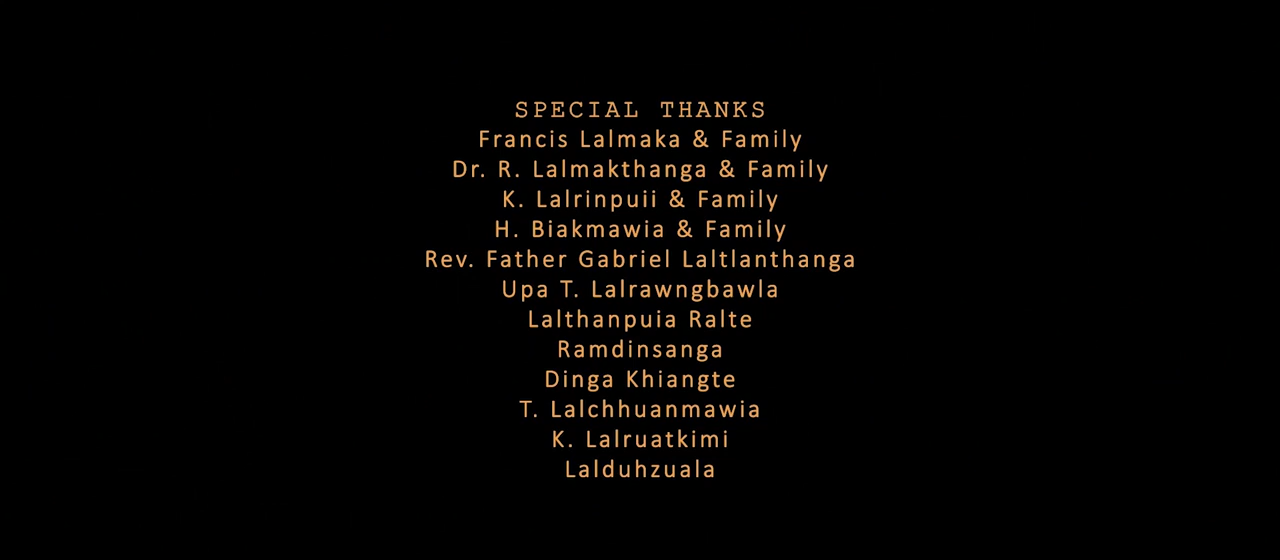 SPECIAL THANKS
Francis Lalmaka & Family
Dr. R. Lalmakthanga & Family
K. Lalrinpuii & Family
H. Biakmawia & Family
Rev. Father Gabriel Laltlanthanga
Upa T. Lalrawngbawla
Lalthanpuia Ralte
Ramdinsanga
Dinga Khiangte
T. Lalchhuanmawia
K. Lalruatkimi
Lalduhzuala